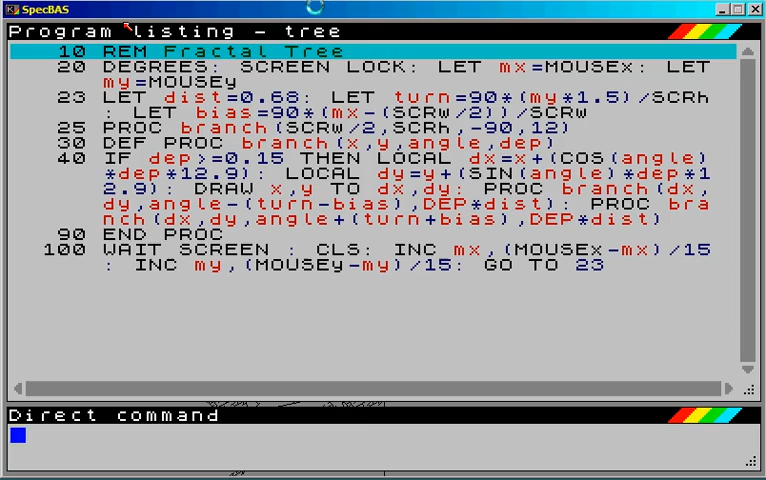 SpecBAS
Program listing - tree
10 REM Fractal Tree
20 DEGREES: SCREEN LOCK: LET mx=MOUSEx: LET
my=MOUSEy
23 LET dist=0.68: LET turn=90*(my*1.5)/SCRh
: LET bias=90*(mx-(SCRw/2))/SCRw
25 PROC branch(SCRw/2,SCRh,-90,12)
30 DEF PROC branch(x,y,angle,dep)
40 IF dep>=0.15 THEN LOCAL dx=x+(COS(angle)
*dep*12.9): LOCAL dy=y+(SIN(angle)*dep*1
2.9): DRAW x,y TO dx,dy: PROC branch(dx,
dy,angle-(turn-bias),DEP*dist): PROC bra
nch(dx,dy,angle+(turn+bias),DEP*dist)
90 END PROC
100 WAIT SCREEN : CLS: INC mx,(MOUSEx-mx)/15
: INC my,(MOUSEy-my)/15: GO TO 23
Direct command